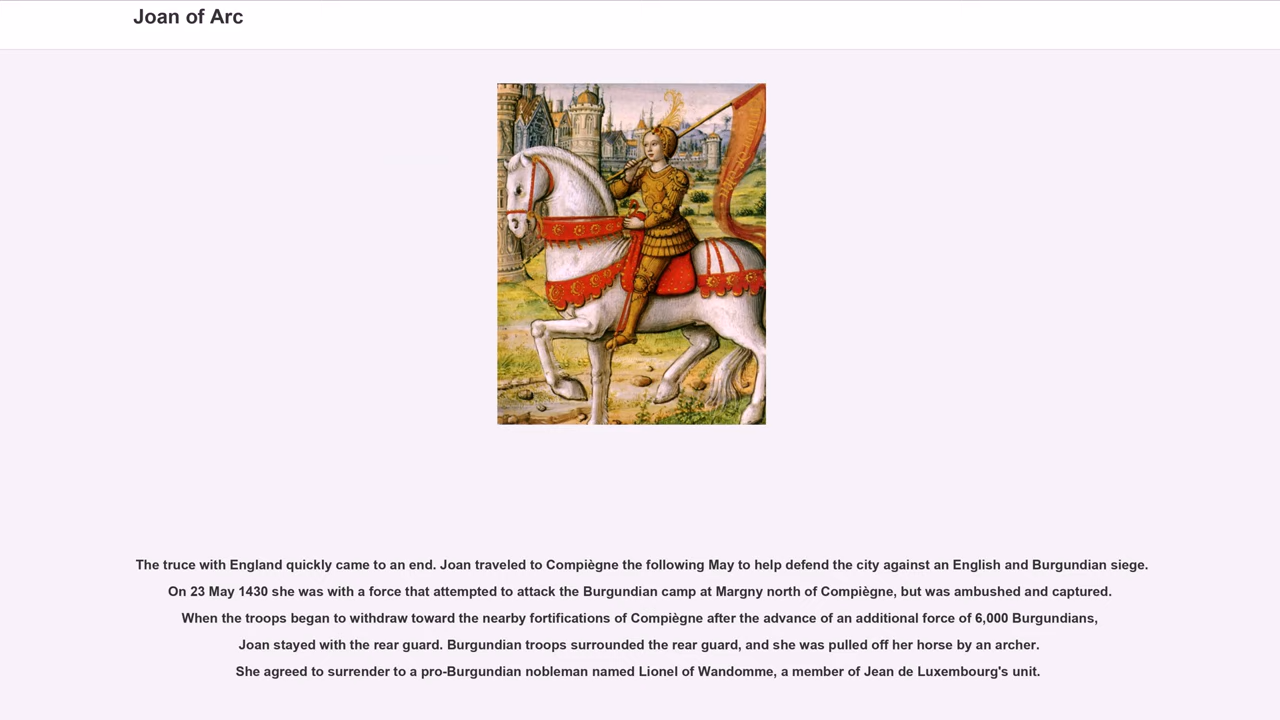 Joan of Arc
The truce with England quickly came to an end. Joan traveled to Compiègne the following May to help defend the city against an English and Burgundian siege.
On 23 May 1430 she was with a force that attempted to attack the Burgundian camp at Margny north of Compiègne, but was ambushed and captured.
When the troops began to withdraw toward the nearby fortifications of Compiègne after the advance of an additional force of 6,000 Burgundians,
Joan stayed with the rear guard. Burgundian troops surrounded the rear guard, and she was pulled off her horse by an archer.
She agreed to surrender to a pro-Burgundian nobleman named Lionel of Wandomme, a member of Jean de Luxembourg's unit.